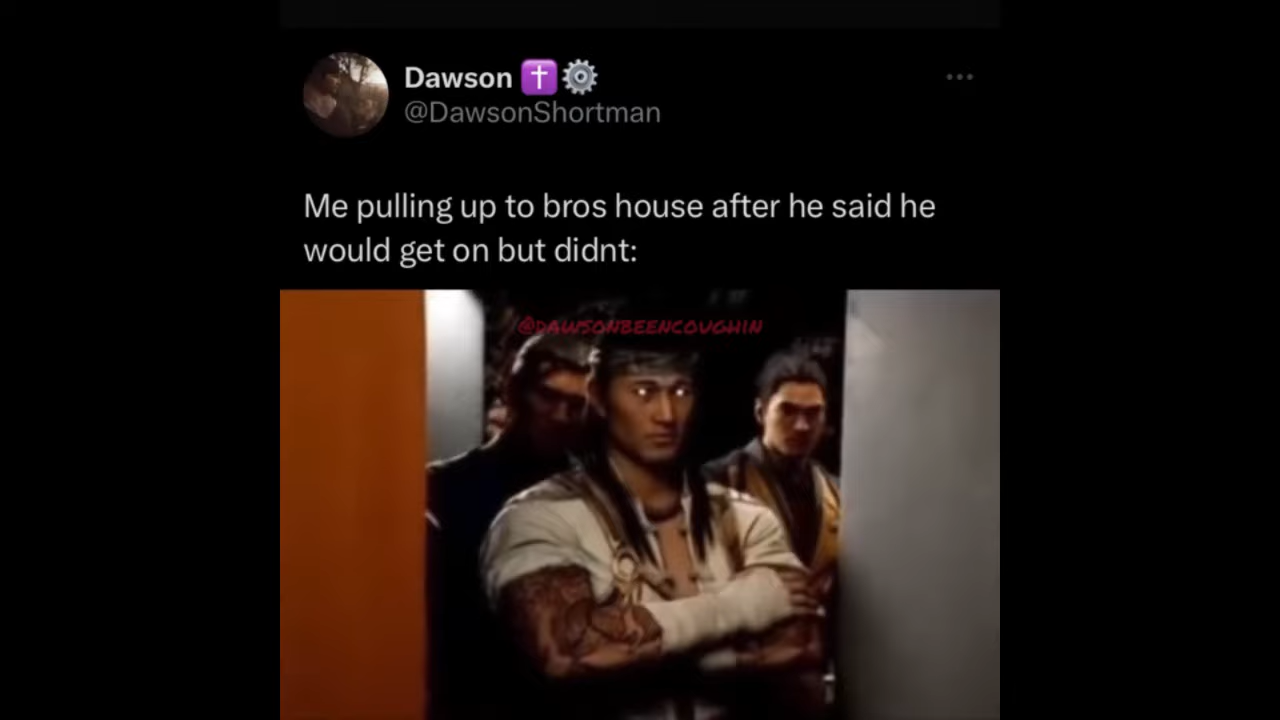 Dawson ✝️⚙️
@DawsonShortman
Me pulling up to bros house after he said he
would get on but didnt:
@DAWSONBEENCOUGHIN